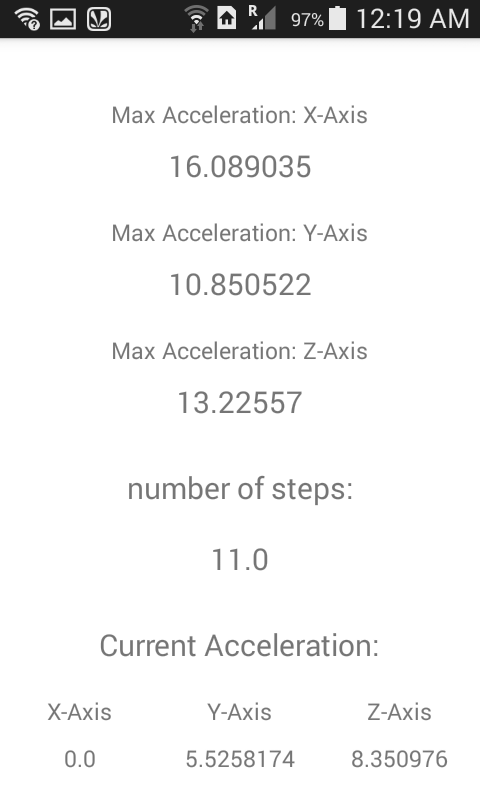 R 97% 12:19 AM
Max Acceleration: X-Axis
16.089035
Max Acceleration: Y-Axis
10.850522
Max Acceleration: Z-Axis
13.22557
number of steps:
11.0
Current Acceleration:
X-Axis Y-Axis Z-Axis
0.0 5.5258174 8.350976